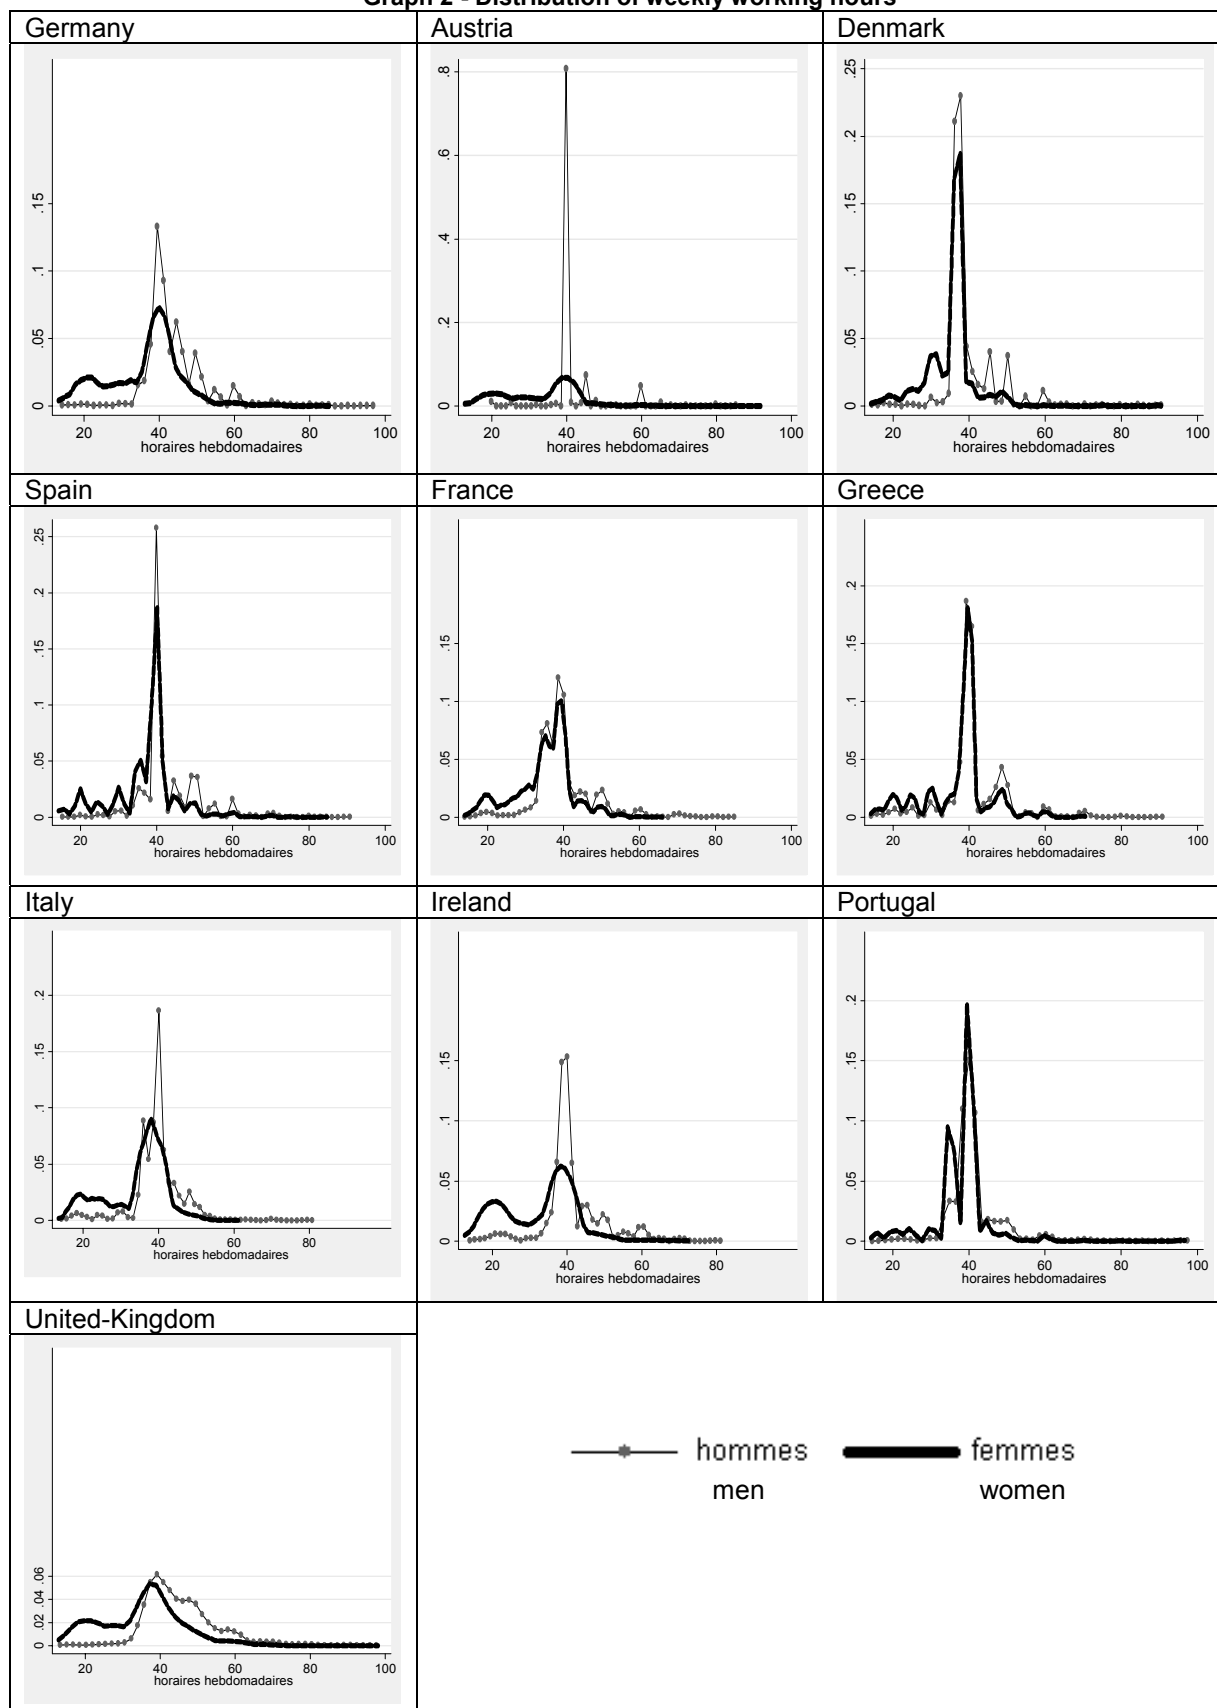 Graph 2 - Distribution of weekly working hours
Germany
Austria
Denmark
.15
.1
.05
0
20 40 60 80 100
horaires hebdomadaires
.8
.6
.4
.2
0
20 40 60 80 100
horaires hebdomadaires
.25
.2
.15
.1
.05
0
20 40 60 80 100
horaires hebdomadaires
Spain
France
Greece
.25
.2
.15
.1
.05
0
20 40 60 80 100
horaires hebdomadaires
.15
.1
.05
0
20 40 60 80 100
horaires hebdomadaires
.2
.15
.1
.05
0
20 40 60 80 100
horaires hebdomadaires
Italy
Ireland
Portugal
.2
.15
.1
.05
0
20 40 60 80 100
horaires hebdomadaires
.15
.1
.05
0
20 40 60 80 100
horaires hebdomadaires
.2
.15
.1
.05
0
20 40 60 80 100
horaires hebdomadaires
United-Kingdom
.06
.04
.02
0
20 40 60 80 100
horaires hebdomadaires
hommes femmes
men women